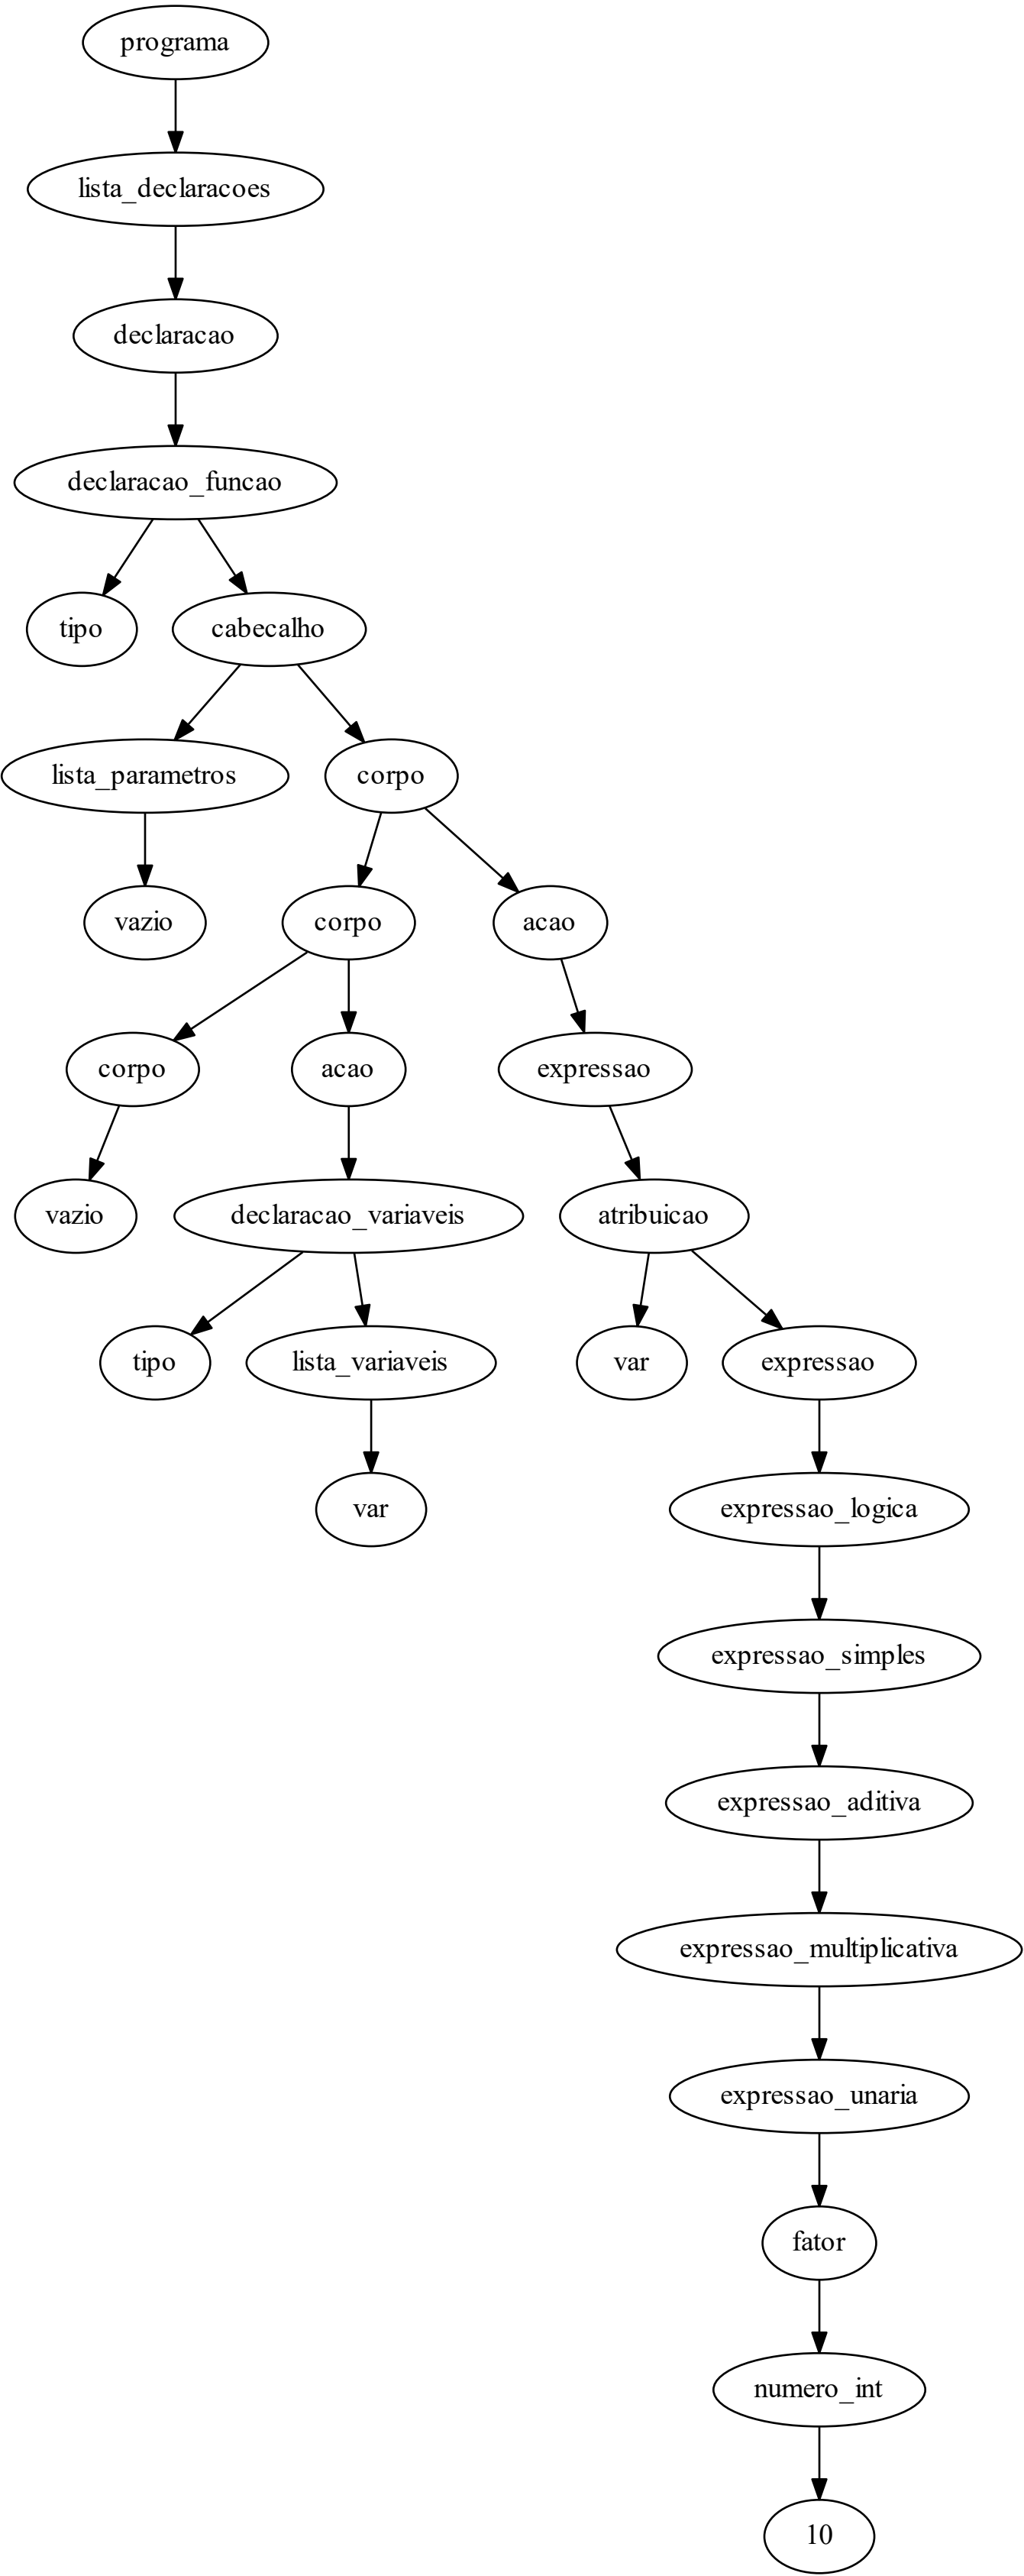 programa
lista_declaracoes
declaracao
declaracao_funcao
tipo
cabecalho
lista_parametros
corpo
vazio
corpo
acao
corpo
acao
expressao
vazio
declaracao_variaveis
atribuicao
tipo
lista_variaveis
var
expressao
var
expressao_logica
expressao_simples
expressao_aditiva
expressao_multiplicativa
expressao_unaria
fator
numero_int
10